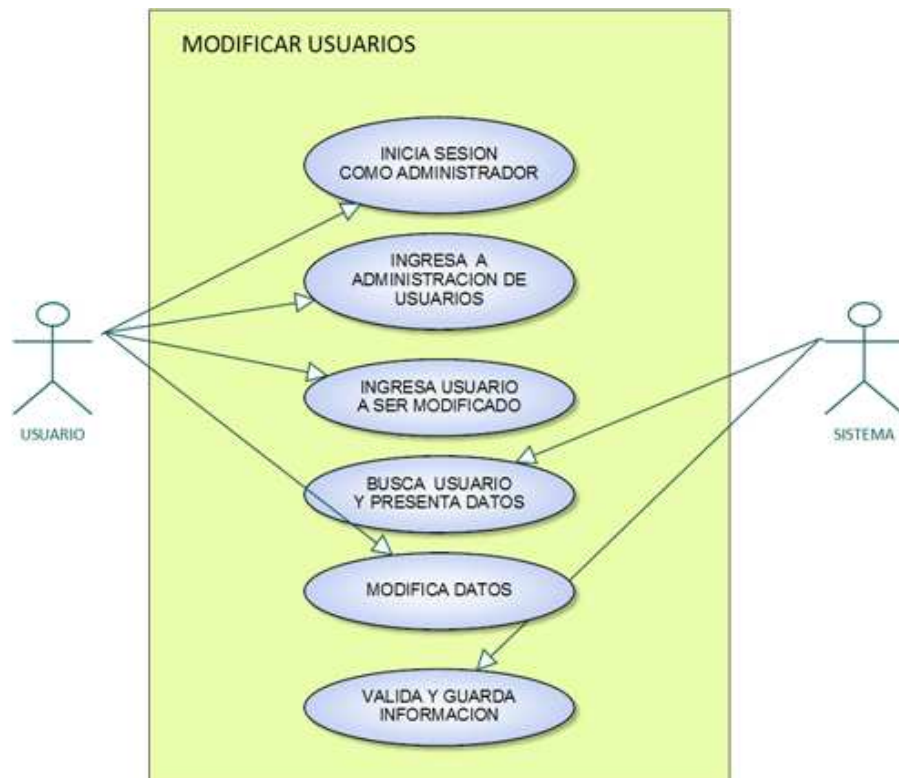 MODIFICAR USUARIOS
INICIA SESION
COMO ADMINISTRADOR
INGRESA A
ADMINISTRACION DE
USUARIOS
INGRESA USUARIO
A SER MODIFICADO
USUARIO
SISTEMA
BUSCA USUARIO
Y PRESENTA DATOS
MODIFICA DATOS
VALIDA Y GUARDA
INFORMACION